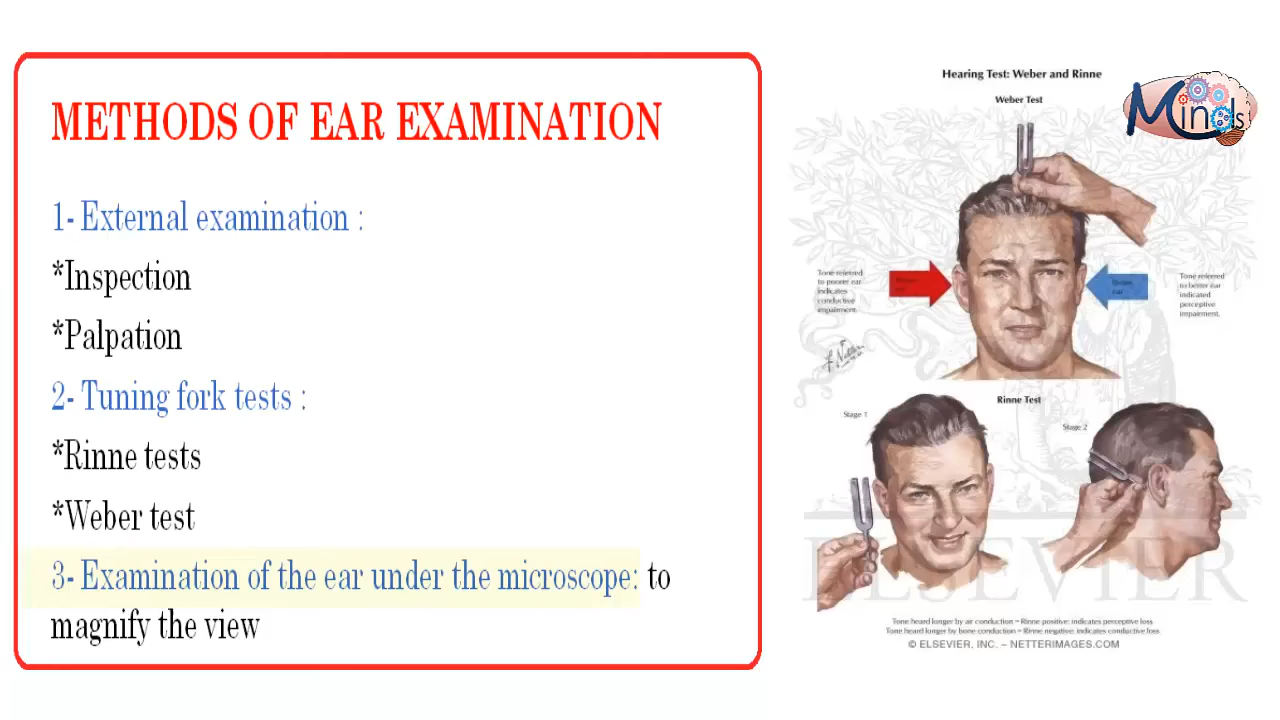 METHODS OF EAR EXAMINATION
1- External examination :
*Inspection
*Palpation
2- Tuning fork tests :
*Rinne tests
*Weber test
3- Examination of the ear under the microscope: to
magnify the view
Hearing Test: Weber and Rinne
Weber Test
Minds
Tone referred
to poorer ear
indicates
conductive
impairment.
Tone referred
to better ear
indicated
perceptive
impairment.
Rinne Test
Stage 1
Stage 2
ELSEVIER
Tone heard longer by air conduction = Rinne positive: indicates perceptive loss
Tone heard longer by bone conduction = Rinne negative: indicates conductive loss
© ELSEVIER, INC. – NETTERIMAGES.COM